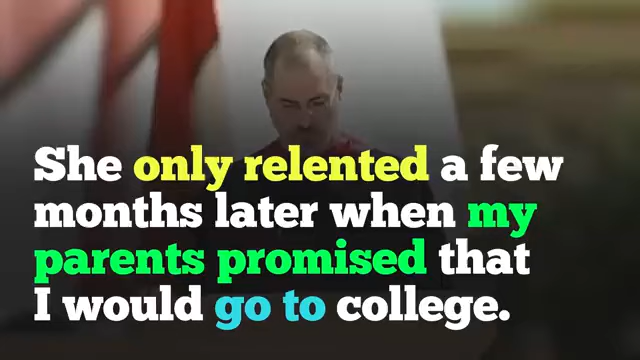 She only relented a few
months later when my
parents promised that
I would go to college.